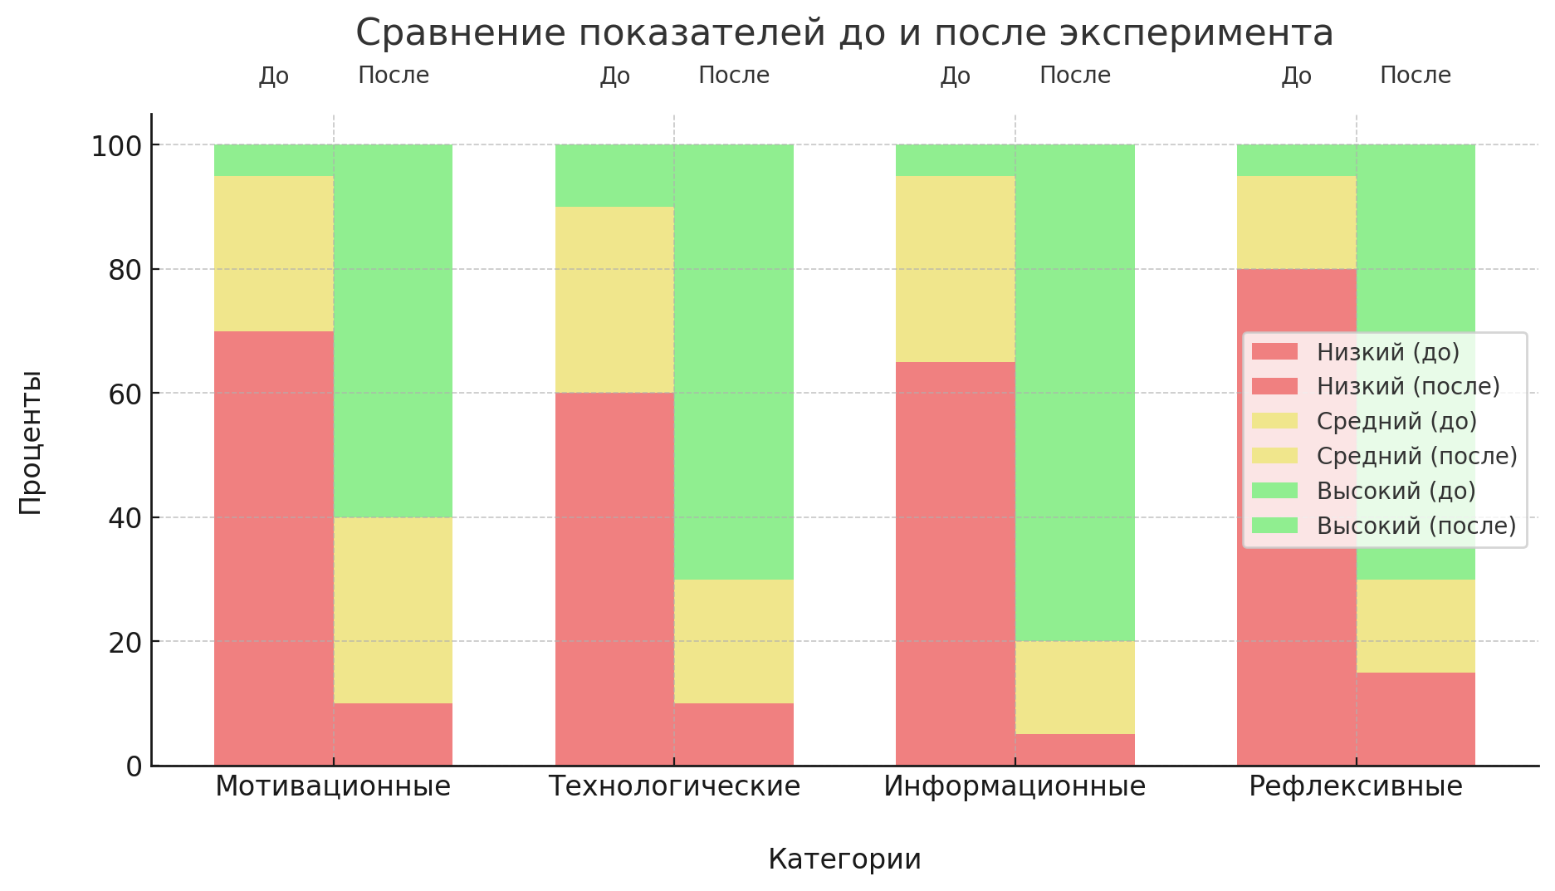 Сравнение показателей до и после эксперимента
До После До После До После До После
100
80
60
40
20
0
Проценты
Низкий (до)
Низкий (после)
Средний (до)
Средний (после)
Высокий (до)
Высокий (после)
Мотивационные Технологические Информационные Рефлексивные
Категории